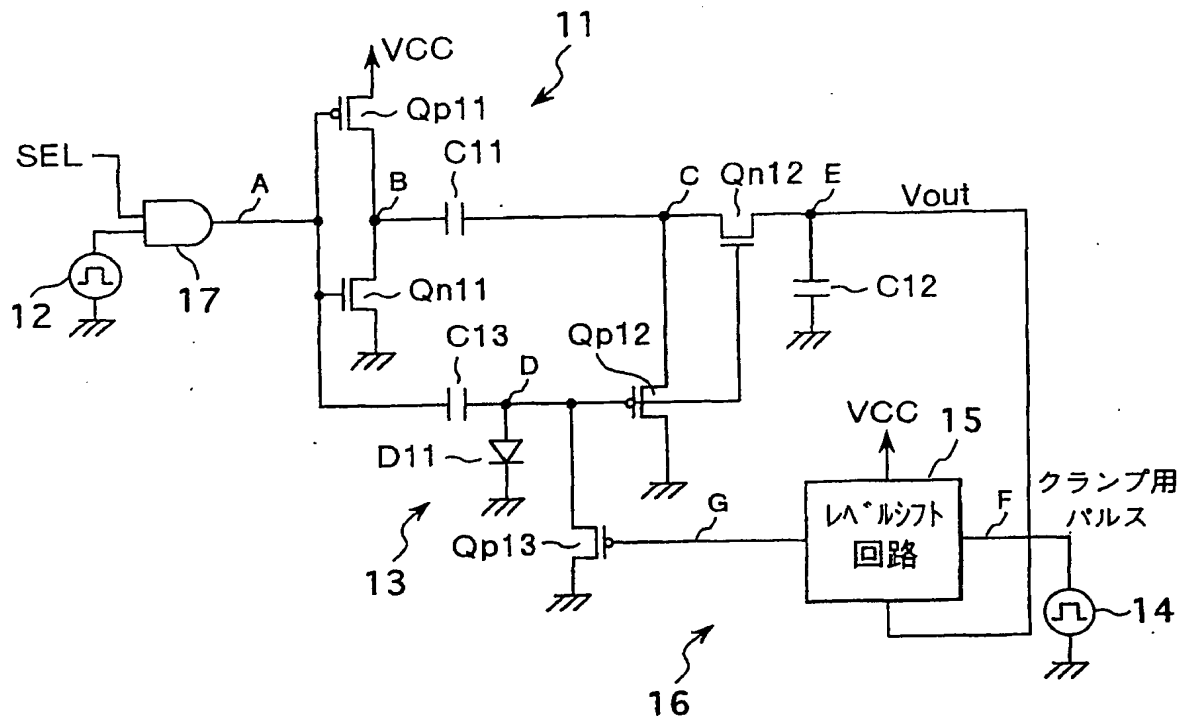 11
VCC
Qp11
SEL
A
B
C11
C
Qn12
E
Vout
12
17
Qn11
C12
C13
D
Qp12
D11
VCC
15
レベルシフト
回路
F
クランプ用
パルス
G
Qp13
13
14
16